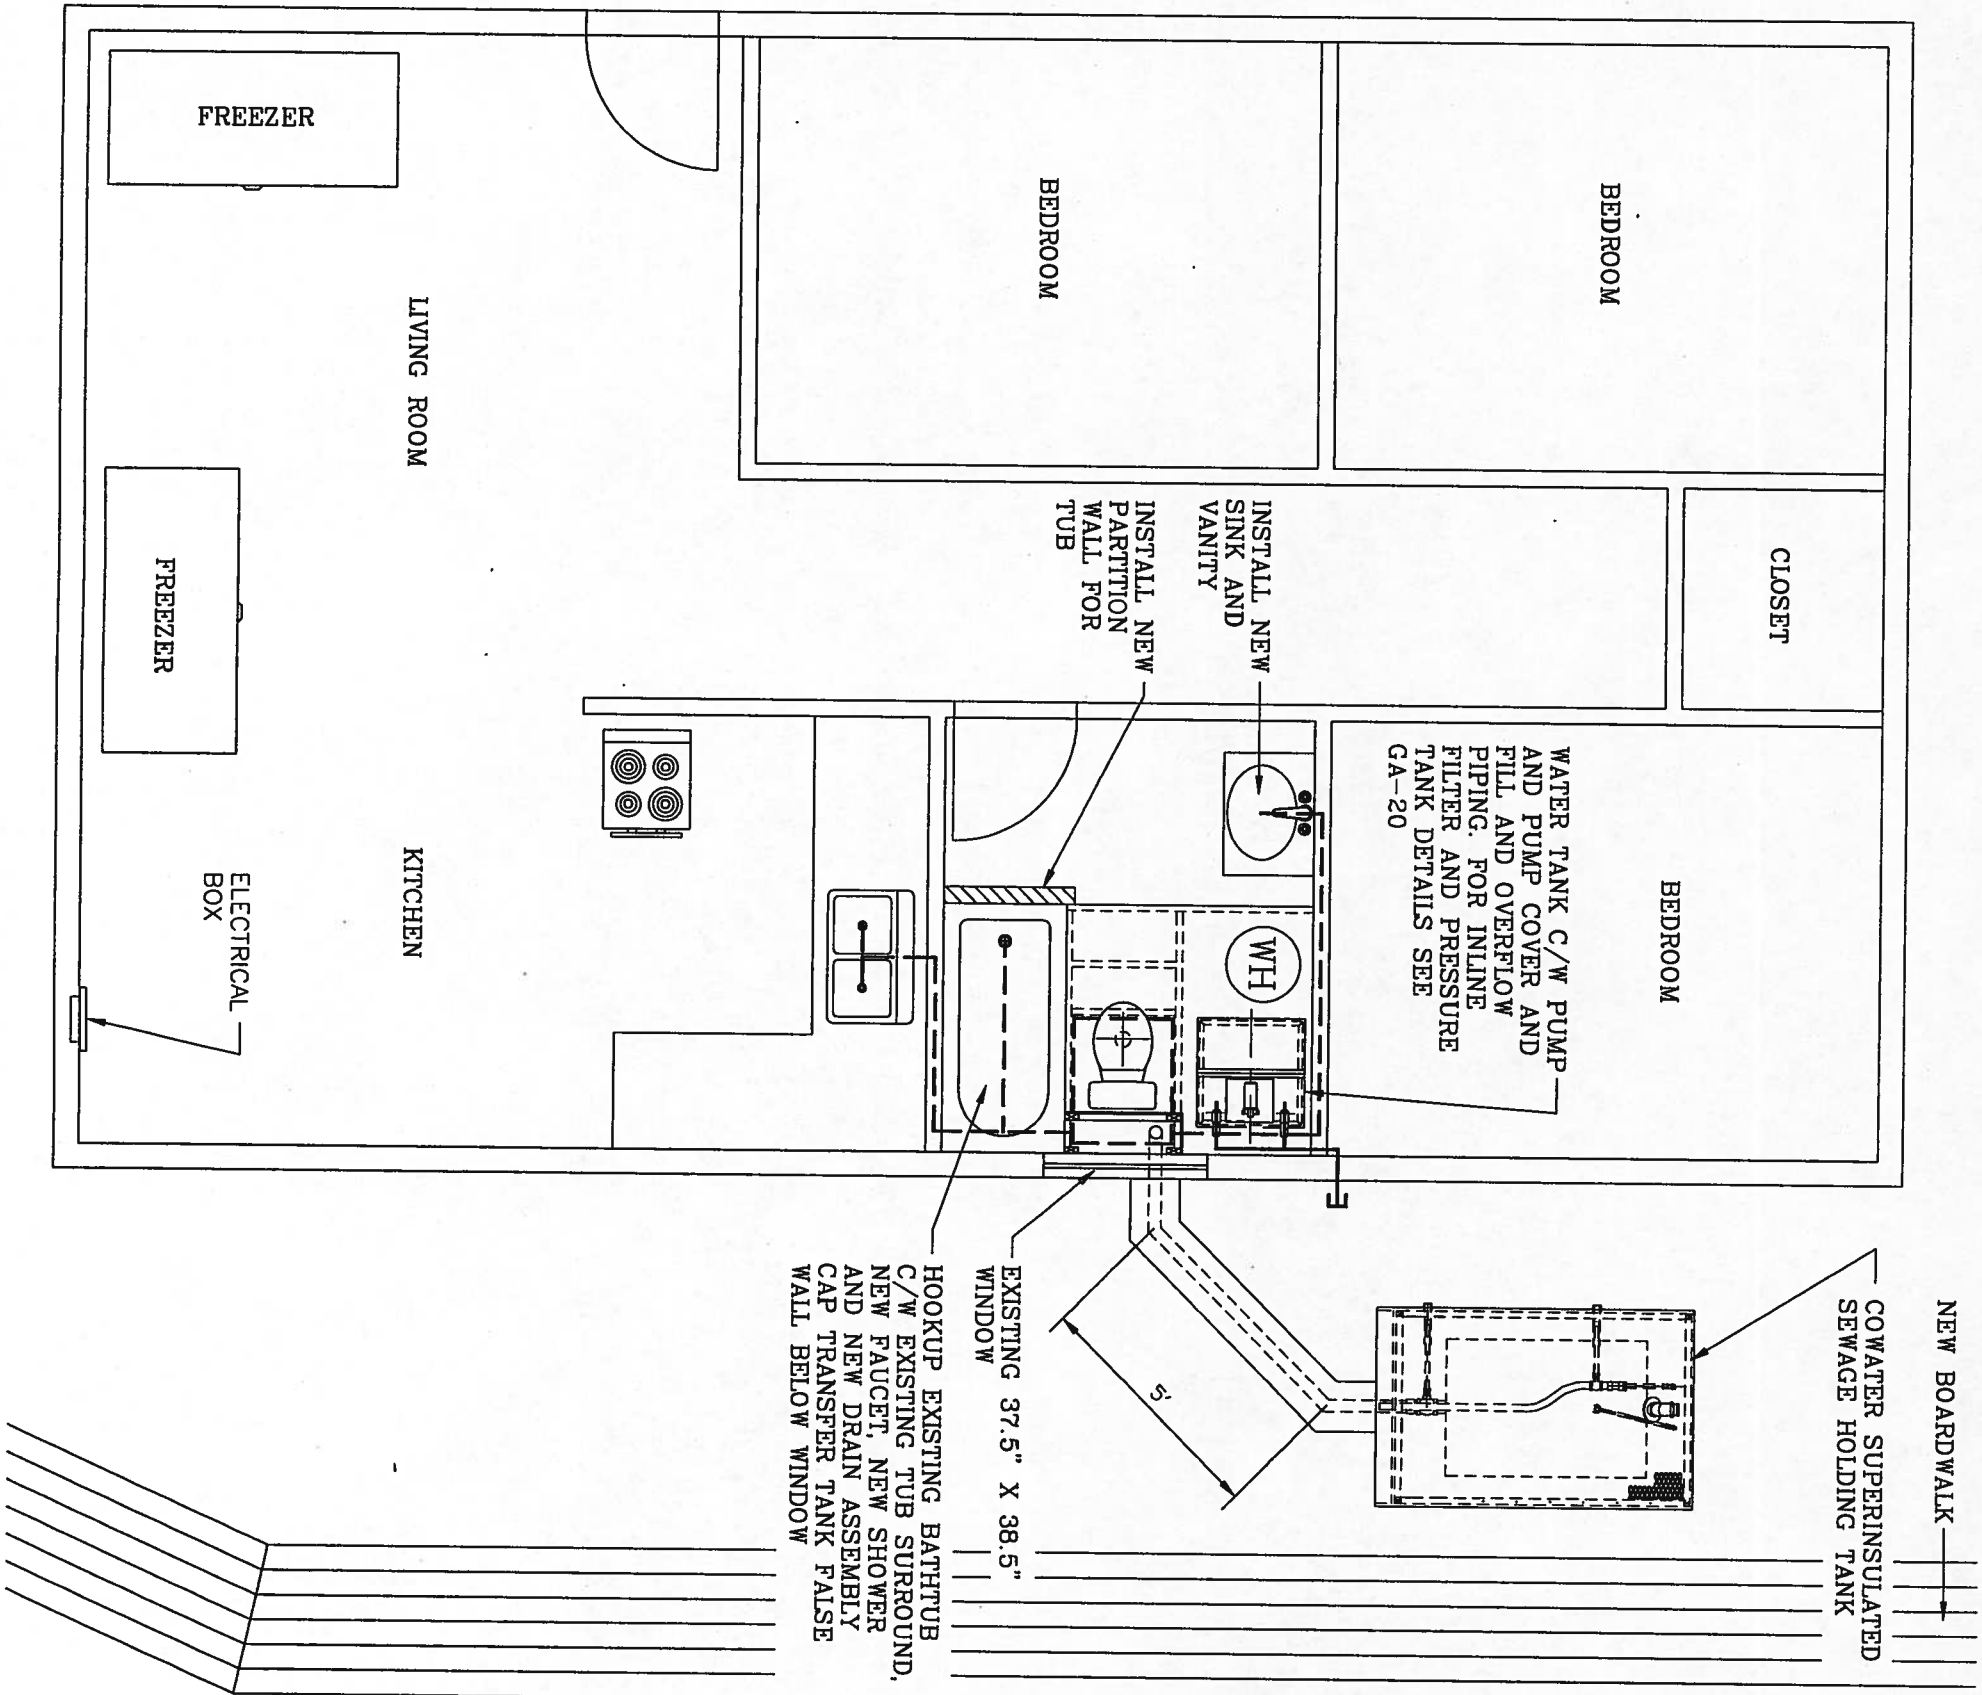 FREEZER
BEDROOM
BEDROOM
LIVING ROOM
FREEZER
INSTALL NEW
PARTITION
WALL FOR
TUB
INSTALL NEW
SINK AND
VANITY
CLOSET
WATER TANK C/W PUMP
AND PUMP COVER AND
FILL AND OVERFLOW
PIPING. FOR INLINE
FILTER AND PRESSURE
TANK DETAILS SEE
GA-20
BEDROOM
KITCHEN
ELECTRICAL
BOX
WH
EXISTING 37.5" X 38.5"
WINDOW
HOOKUP EXISTING BATHTUB
C/W EXISTING TUB SURROUND,
NEW FAUCET, NEW SHOWER
AND NEW DRAIN ASSEMBLY
CAP TRANSFER TANK FALSE
WALL BELOW WINDOW
5'
NEW BOARDWALK
COWATER SUPERINSULATED
SEWAGE HOLDING TANK